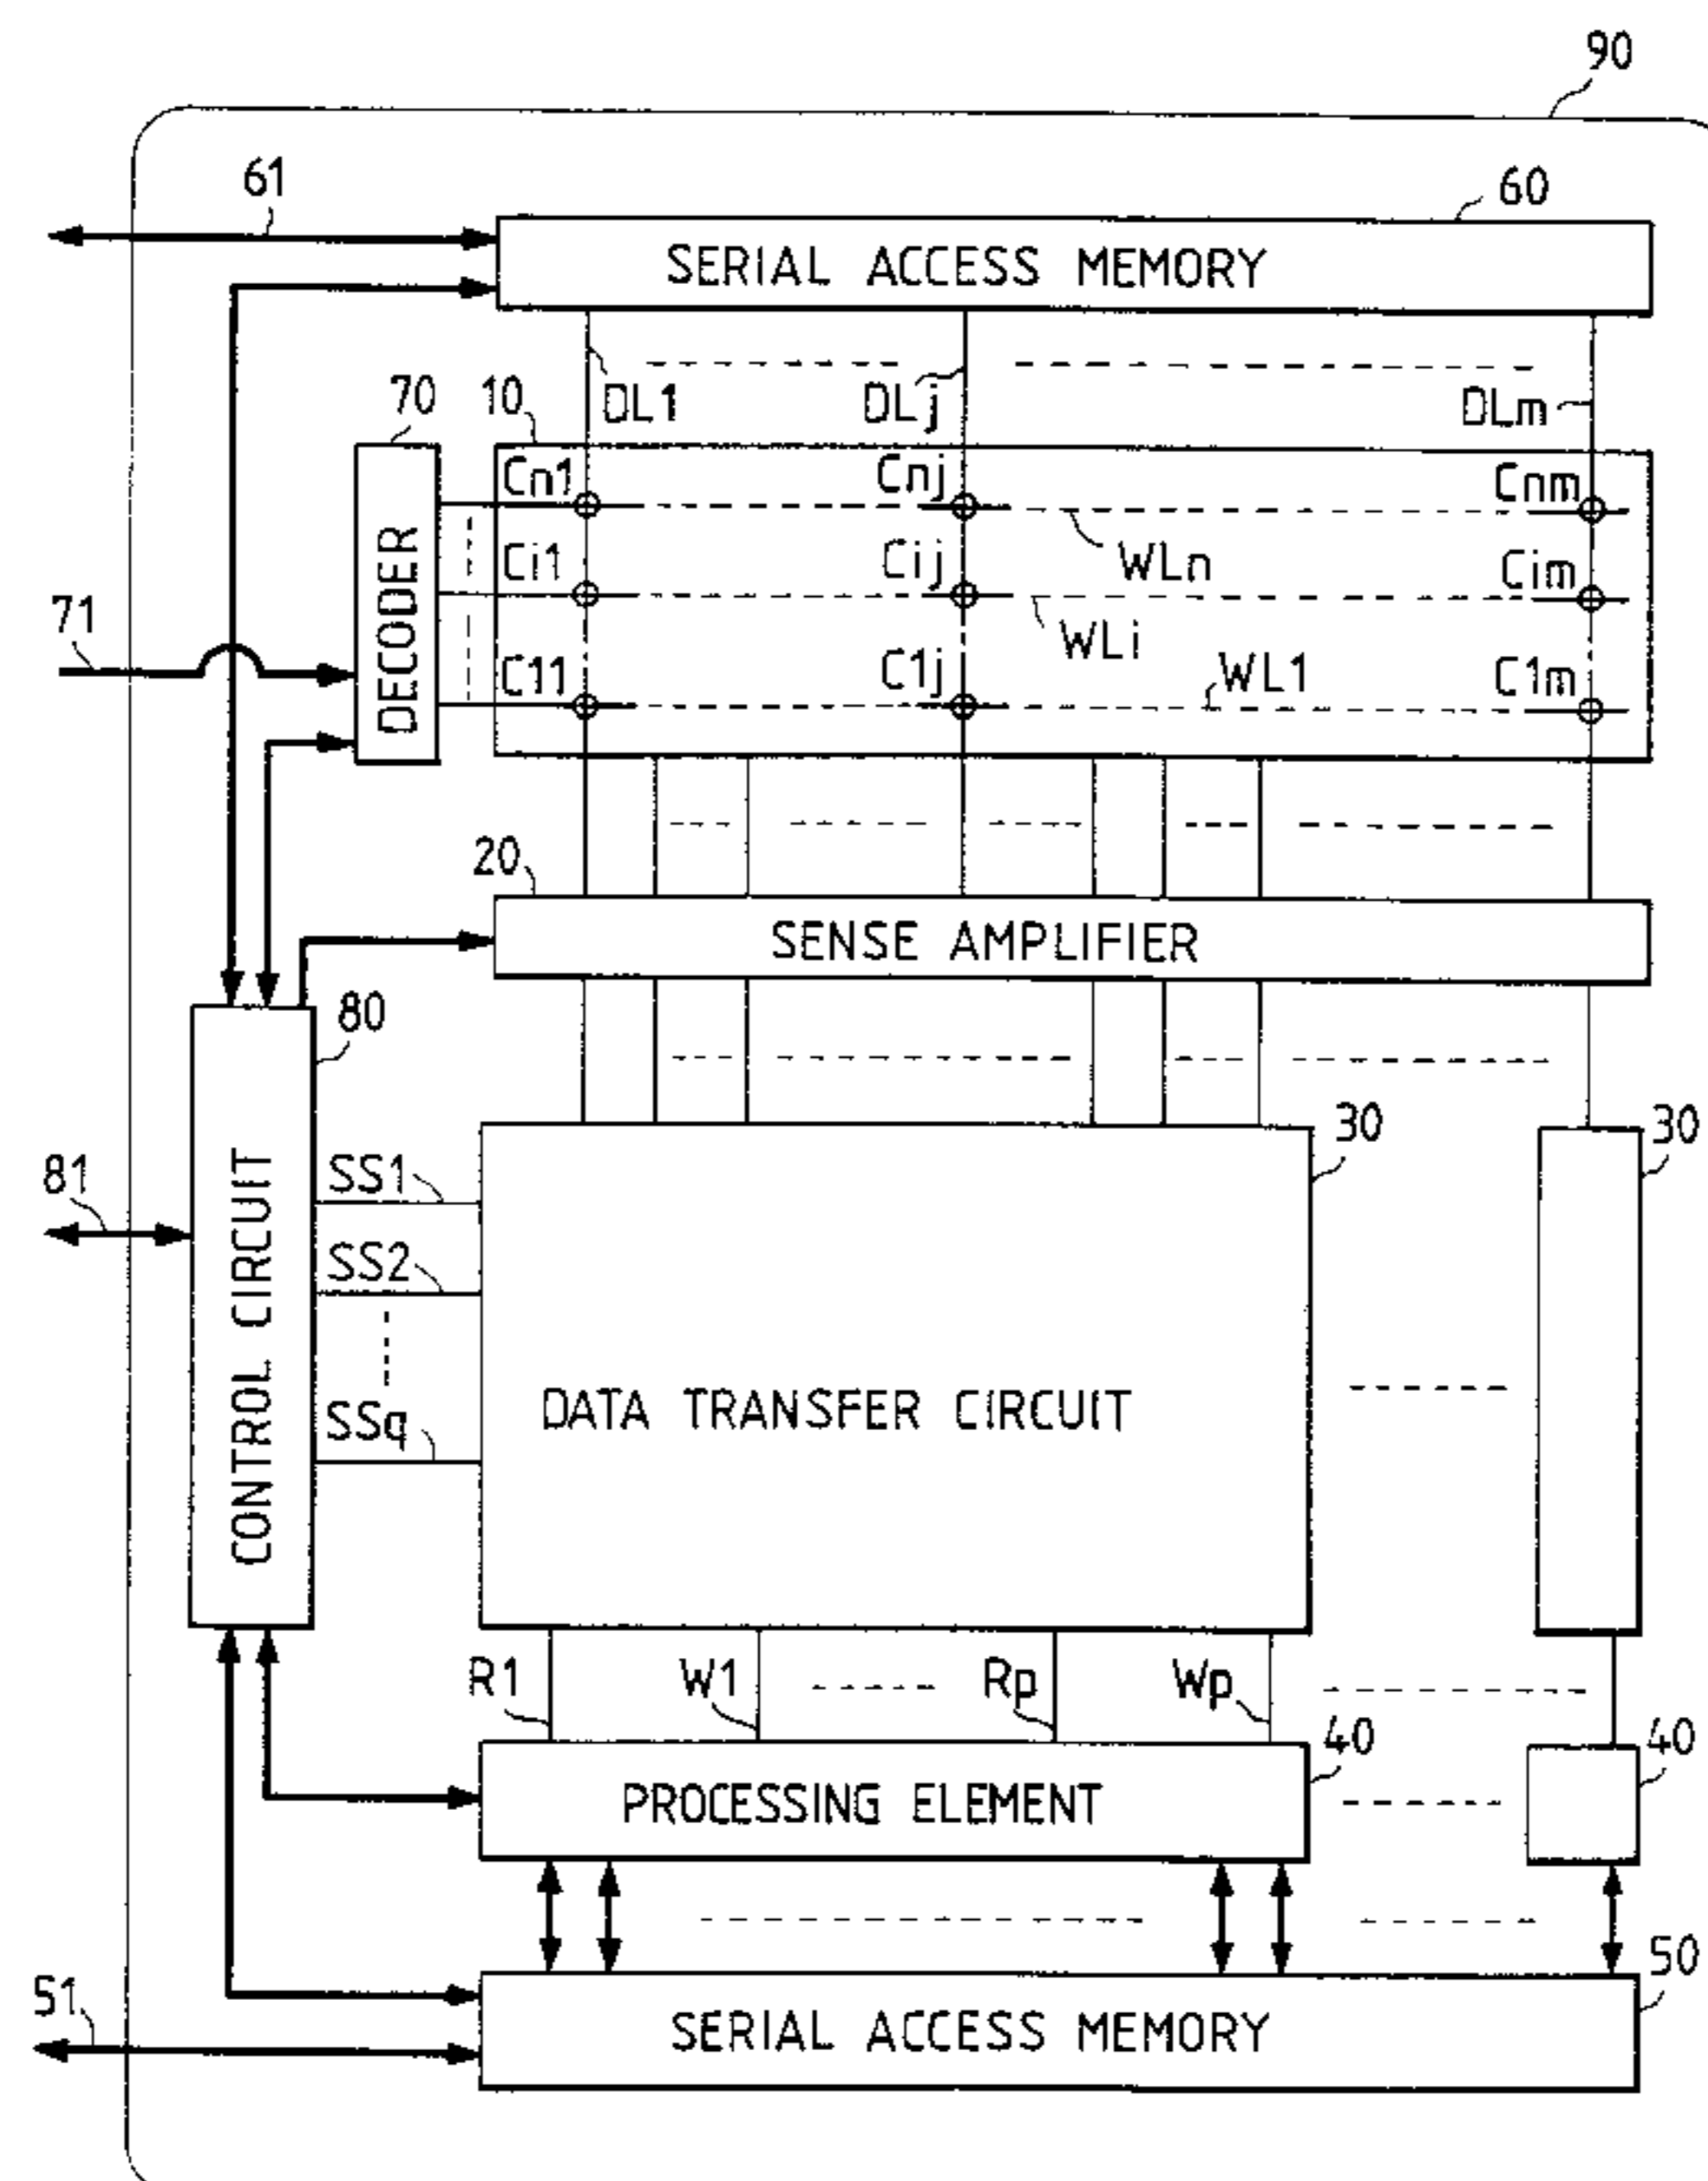 90
61
60
SERIAL ACCESS MEMORY
DL1
DLj
DLm
70
10
DECODER
Cn1
Cnj
Cnm
WLn
Ci1
Cij
Cim
WLi
71
C11
C1j
WL1
C1m
20
SENSE AMPLIFIER
80
CONTROL CIRCUIT
30
30
81
SS1
SS2
SSq
DATA TRANSFER CIRCUIT
R1
W1
Rp
Wp
40
40
PROCESSING ELEMENT
50
51
SERIAL ACCESS MEMORY